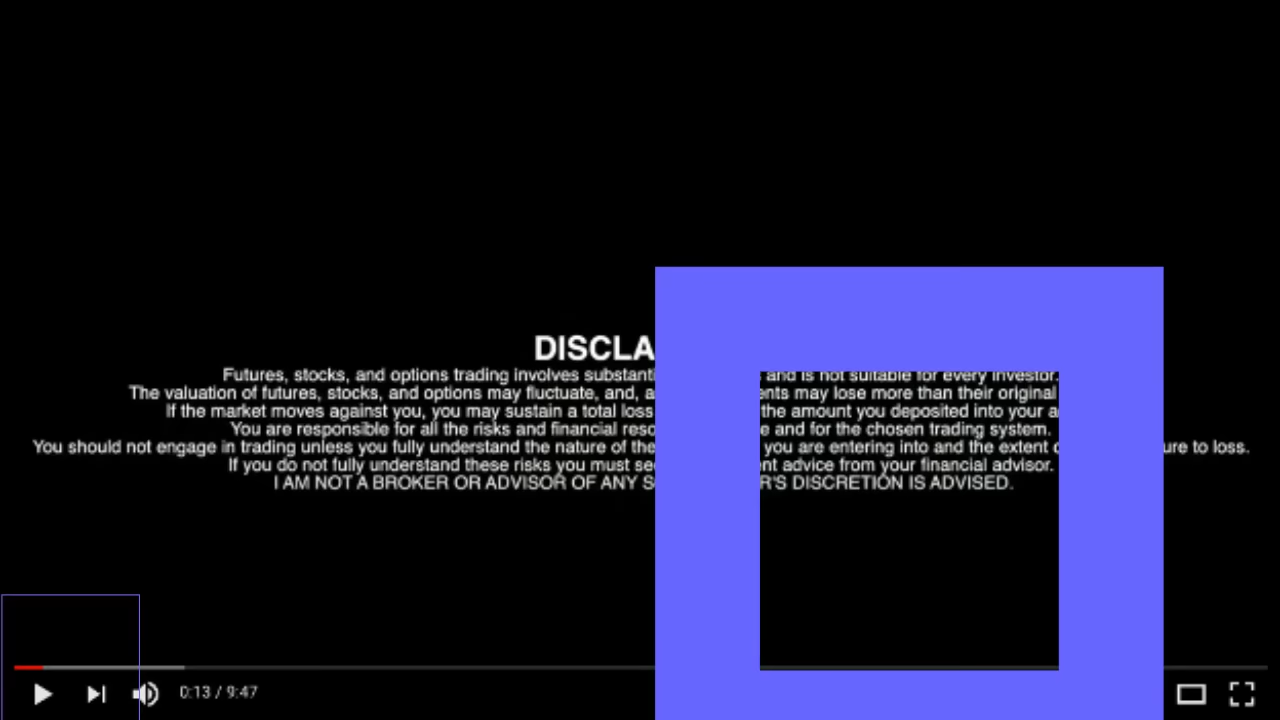 DISCLA
Futures, stocks, and options trading involves substanti and is not suitable for every investor.
The valuation of futures, stocks, and options may fluctuate, and, a ents may lose more than their original
If the market moves against you, you may sustain a total loss the amount you deposited into your a
You are responsible for all the risks and financial reso e and for the chosen trading system.
You should not engage in trading unless you fully understand the nature of the you are entering into and the extent o ure to loss.
If you do not fully understand these risks you must see nt advice from your financial advisor.
I AM NOT A BROKER OR ADVISOR OF ANY S R'S DISCRETION IS ADVISED.
0:13 / 9:47